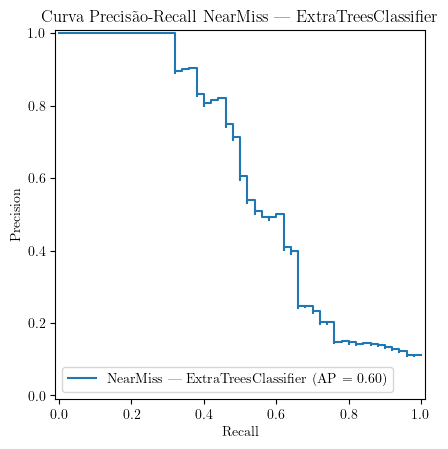 Curva Precisão-Recall NearMiss — ExtraTreesClassifier
1.0
0.8
0.6
0.4
0.2
0.0
Precision
NearMiss — ExtraTreesClassifier (AP = 0.60)
0.0 0.2 0.4 0.6 0.8 1.0
Recall